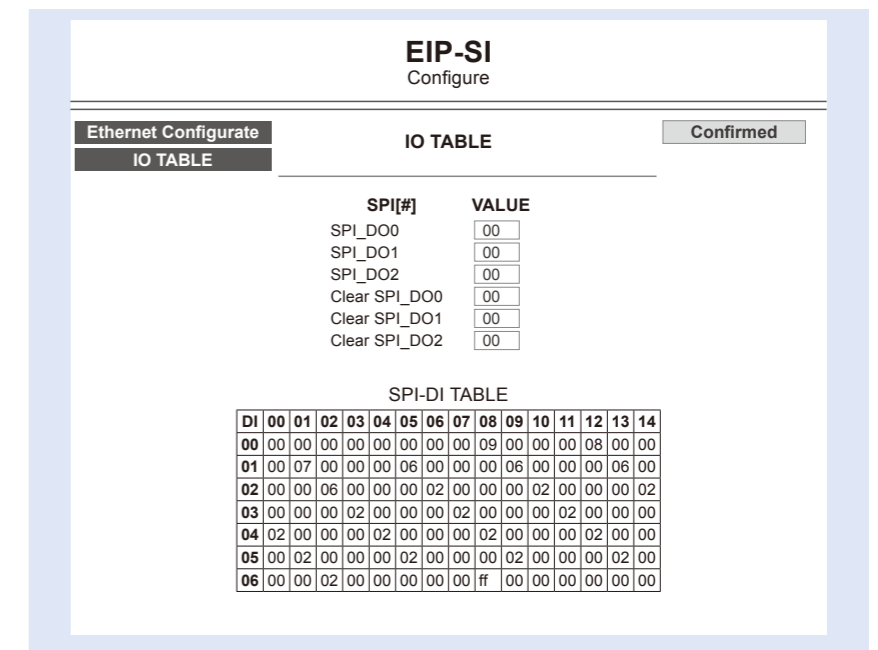 EIP-SI
Configure
Ethernet Configurate
IO TABLE
IO TABLE
Confirmed
SPI[#] VALUE
SPI_DO0 00
SPI_DO1 00
SPI_DO2 00
Clear SPI_DO0 00
Clear SPI_DO1 00
Clear SPI_DO2 00
SPI-DI TABLE
DI 00 01 02 03 04 05 06 07 08 09 10 11 12 13 14
00 00 00 00 00 00 00 00 00 09 00 00 00 08 00 00
01 00 07 00 00 00 06 00 00 00 06 00 00 00 06 00
02 00 00 06 00 00 00 02 00 00 00 02 00 00 00 02
03 00 00 00 02 00 00 00 02 00 00 00 02 00 00 00
04 02 00 00 00 02 00 00 00 02 00 00 00 02 00 00
05 00 02 00 00 00 02 00 00 00 02 00 00 00 02 00
06 00 00 02 00 00 00 00 00 ff 00 00 00 00 00 00